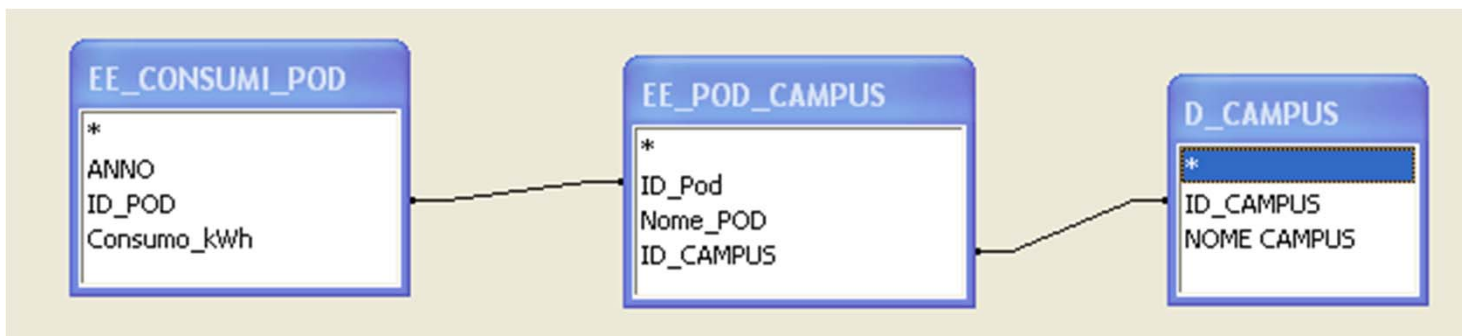 EE_CONSUMI_POD
*
ANNO
ID_POD
Consumo_kWh
EE_POD_CAMPUS
*
ID_Pod
Nome_POD
ID_CAMPUS
D_CAMPUS
*
ID_CAMPUS
NOME CAMPUS